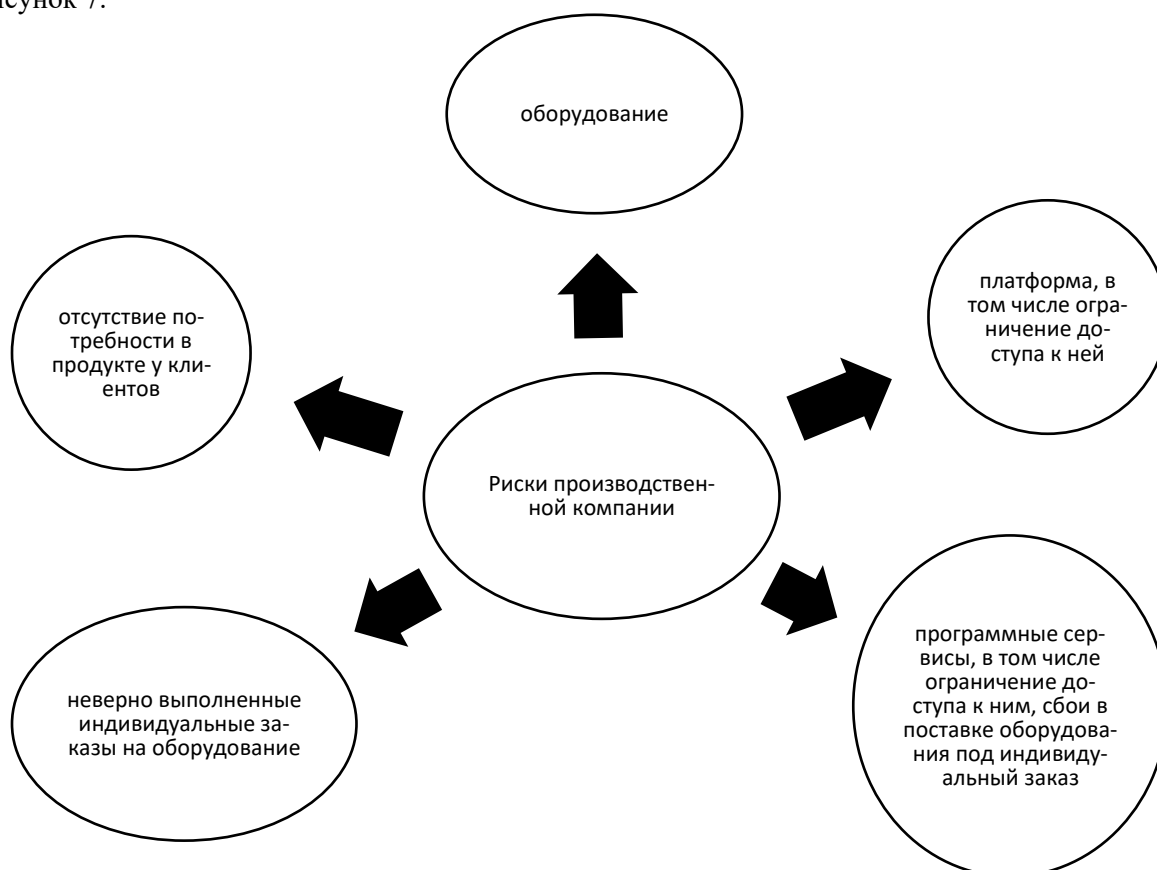 исунок 7.
оборудование
платформа, в
том числе огра-
ничение до-
ступа к ней
отсутствие по-
требности в
продукте у кли-
ентов
Риски производствен-
ной компании
программные сер-
висы, в том числе
ограничение до-
ступа к ним, сбои в
поставке оборудова-
ния под индивиду-
альный заказ
неверно выполненные
индивидуальные за-
казы на оборудование